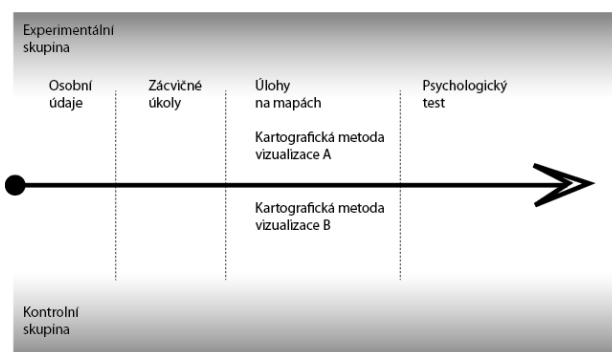 Experimentální
skupina
Osobní
údaje
Zácvičné
úkoly
Úlohy
na mapách
Psychologický
test
Kartografická metoda
vizualizace A
Kartografická metoda
vizualizace B
Kontrolní
skupina